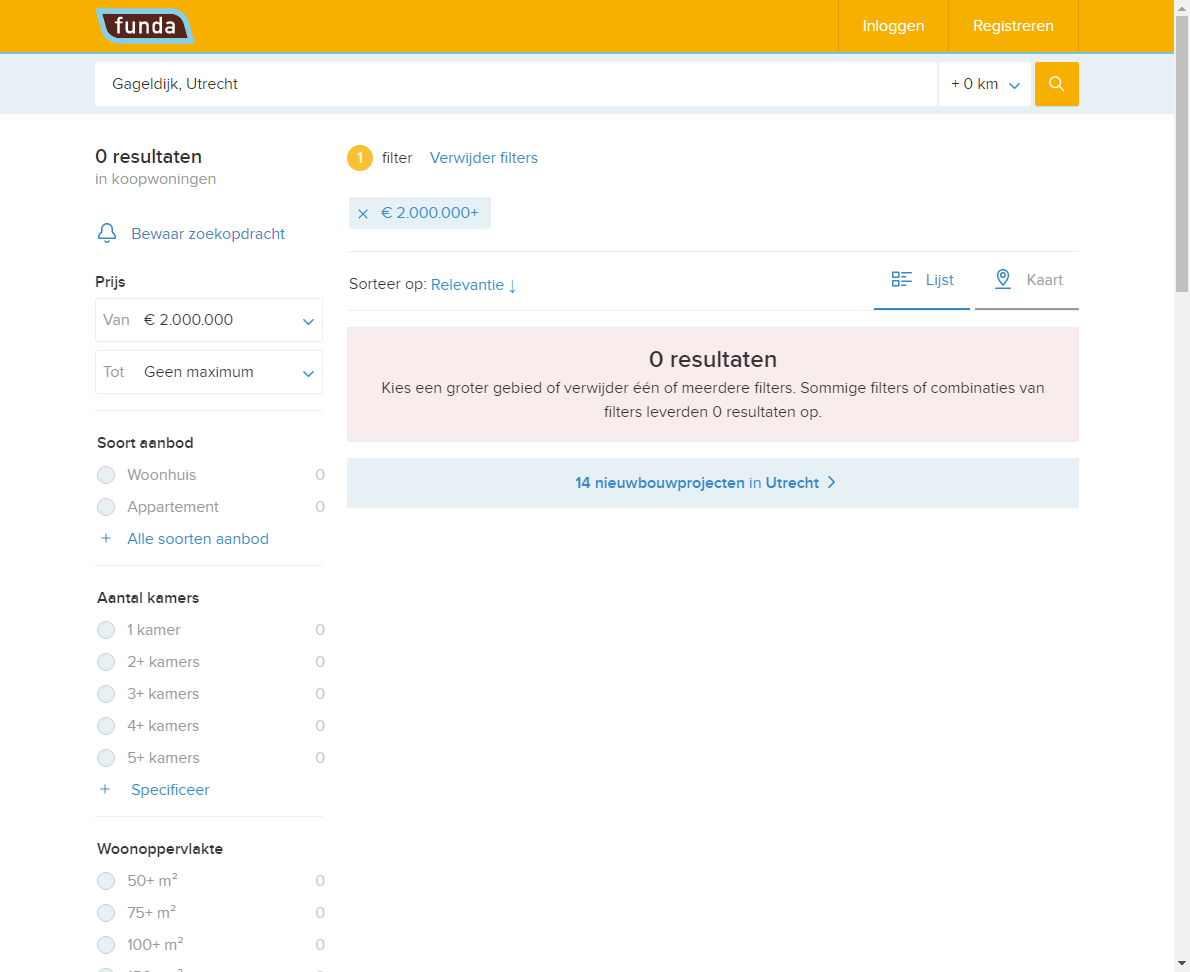 funda
Inloggen
Registreren
Gageldijk, Utrecht
+ 0 km
0 resultaten
in koopwoningen
Bewaar zoekopdracht
Prijs
Van € 2.000.000
Tot Geen maximum
Soort aanbod
Woonhuis 0
Appartement 0
+ Alle soorten aanbod
Aantal kamers
1 kamer 0
2+ kamers 0
3+ kamers 0
4+ kamers 0
5+ kamers 0
+ Specificeer
Woonoppervlakte
50+ m² 0
75+ m² 0
100+ m² 0
1 filter Verwijder filters
× € 2.000.000+
Sorteer op: Relevantie ↓
Lijst
Kaart
0 resultaten
Kies een groter gebied of verwijder één of meerdere filters. Sommige filters of combinaties van
filters leverden 0 resultaten op.
14 nieuwbouwprojecten in Utrecht >